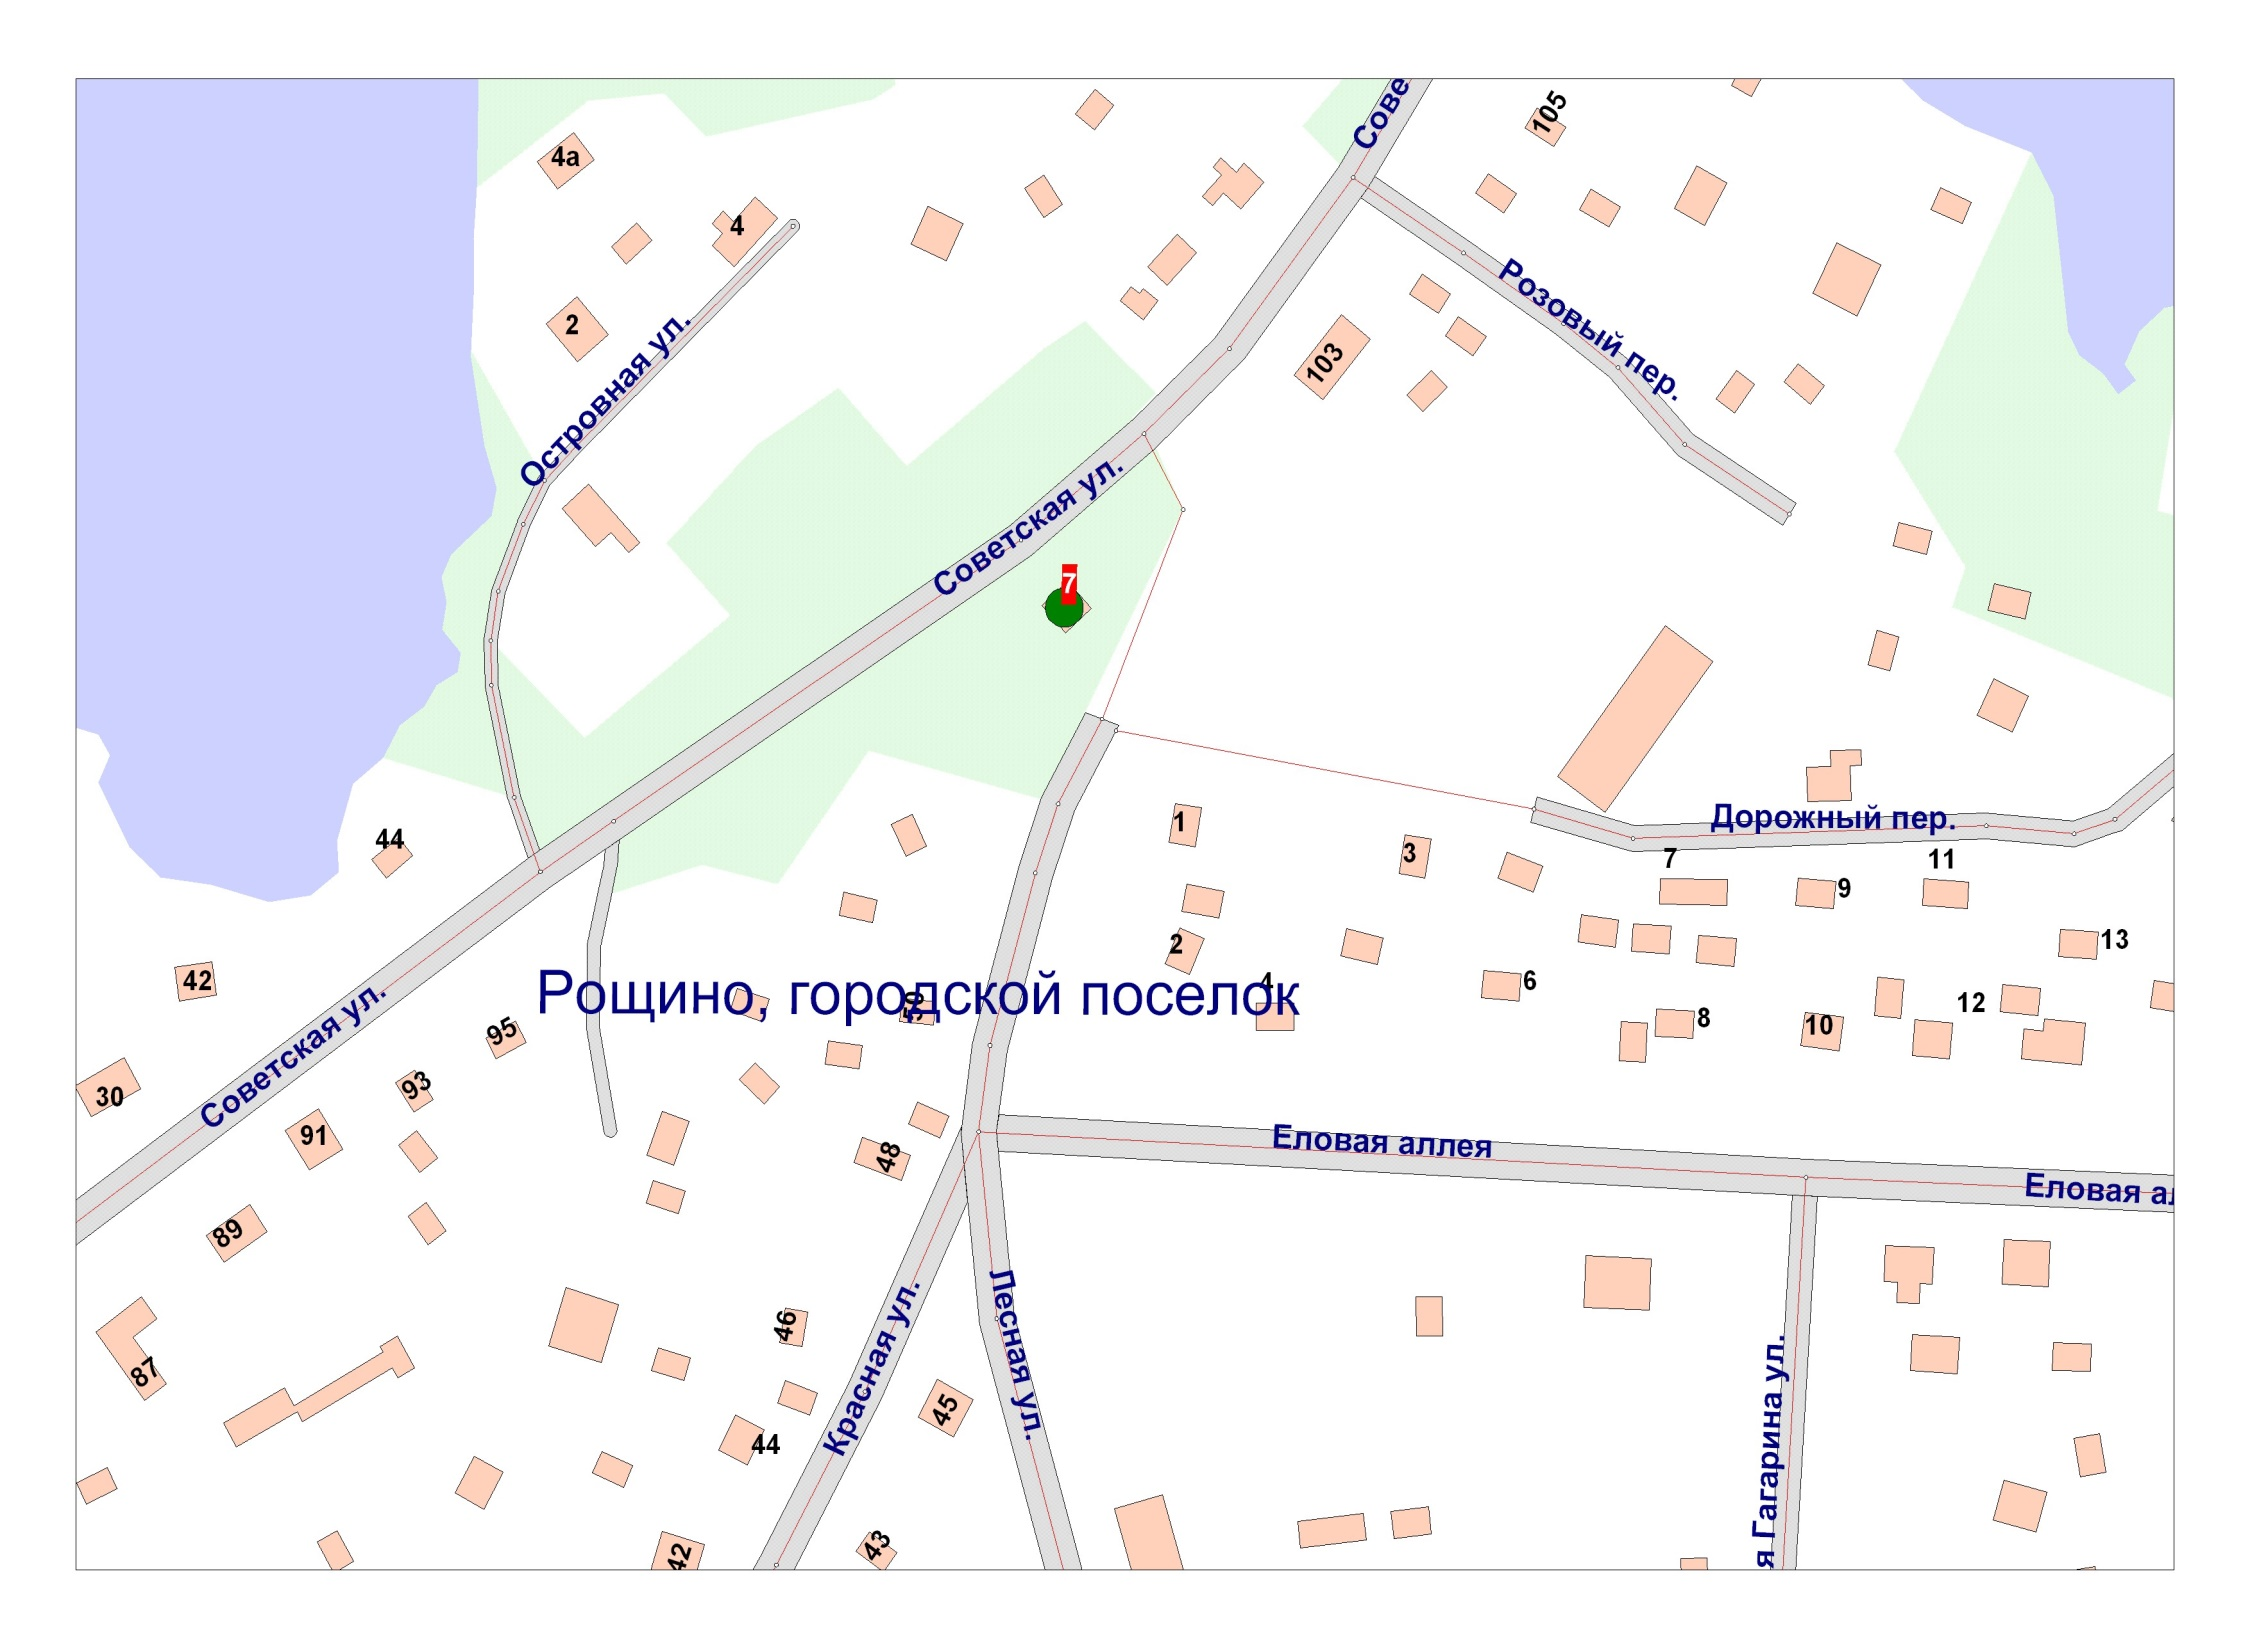 Сове
105
4а
4
Розовый пер.
2
Островная ул.
103
Советская ул.
7
Дорожный пер.
1
44
3
7
11
9
2
13
42
4
6
Рощино, городской поселок
50
12
8
10
95
Советская ул.
93
30
91
Еловая аллея
48
Еловая ал
89
46
87
Красная ул.
Лесная ул.
45
44
я Гагарина ул.
43
42